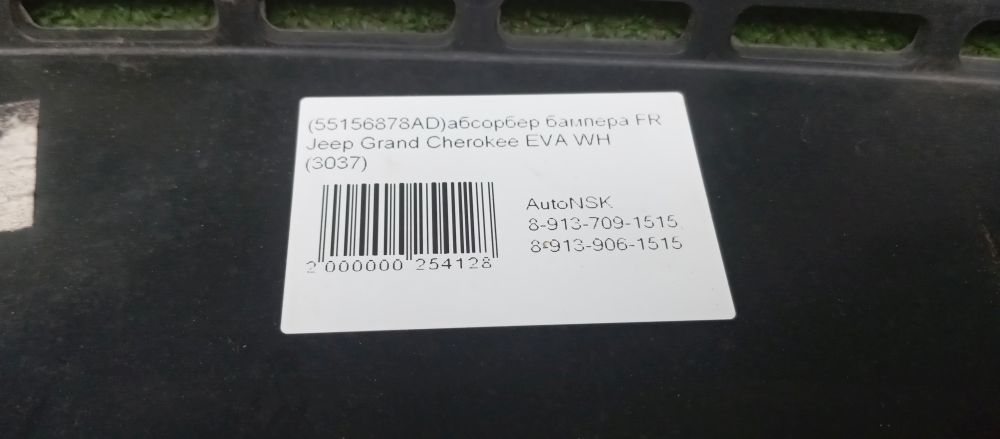 (55156878AD)абсорбер бампера FR
Jeep Grand Cherokee EVA WH
(3037)
AutoNSK
8-913-709-1515
8-913-906-1515
2 000000 254128